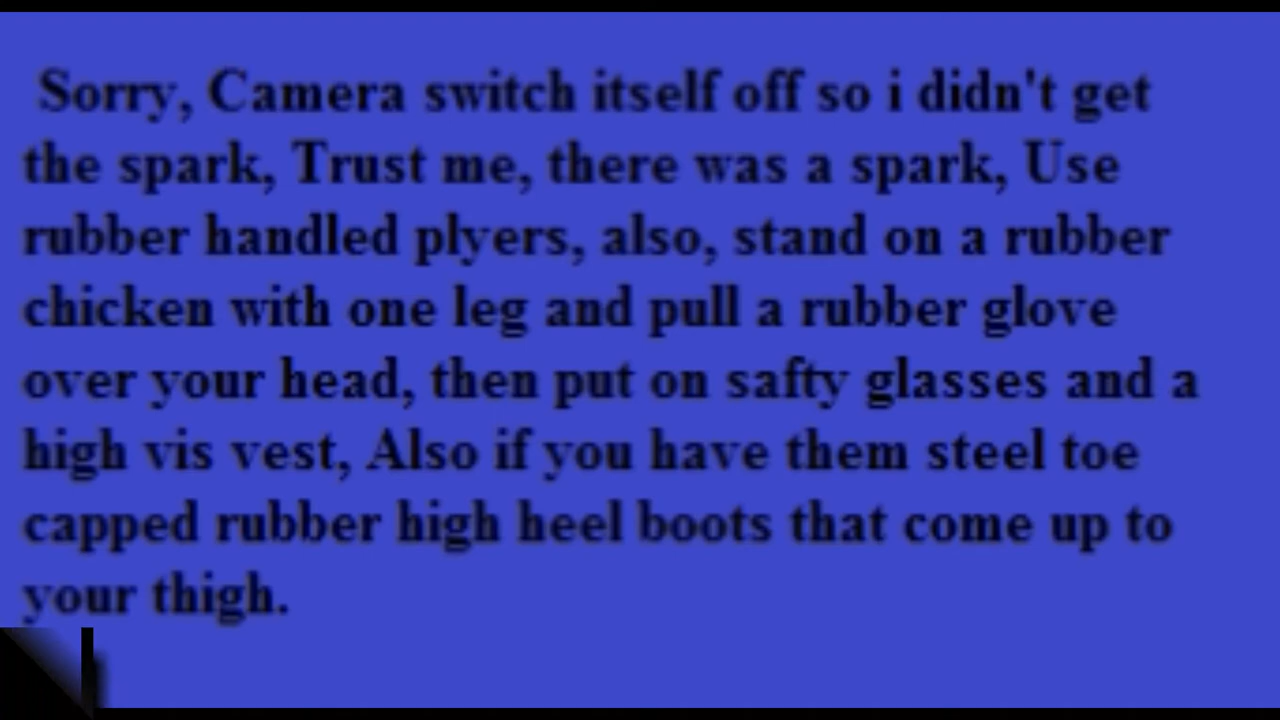 Sorry, Camera switch itself off so i didn't get
the spark, Trust me, there was a spark, Use
rubber handled plyers, also, stand on a rubber
chicken with one leg and pull a rubber glove
over your head, then put on safty glasses and a
high vis vest, Also if you have them steel toe
capped rubber high heel boots that come up to
your thigh.